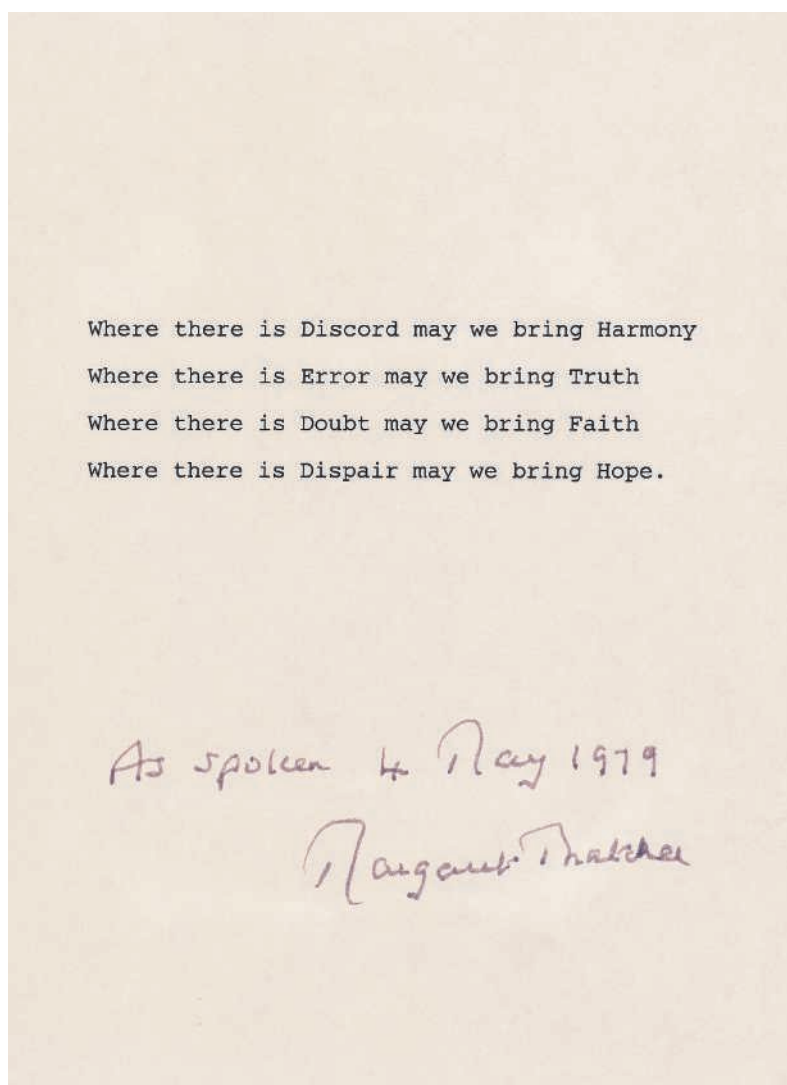 Where there is Discord may we bring Harmony
Where there is Error may we bring Truth
Where there is Doubt may we bring Faith
Where there is Dispair may we bring Hope.
As spoken 4 May 1979
Margaret Thatcher